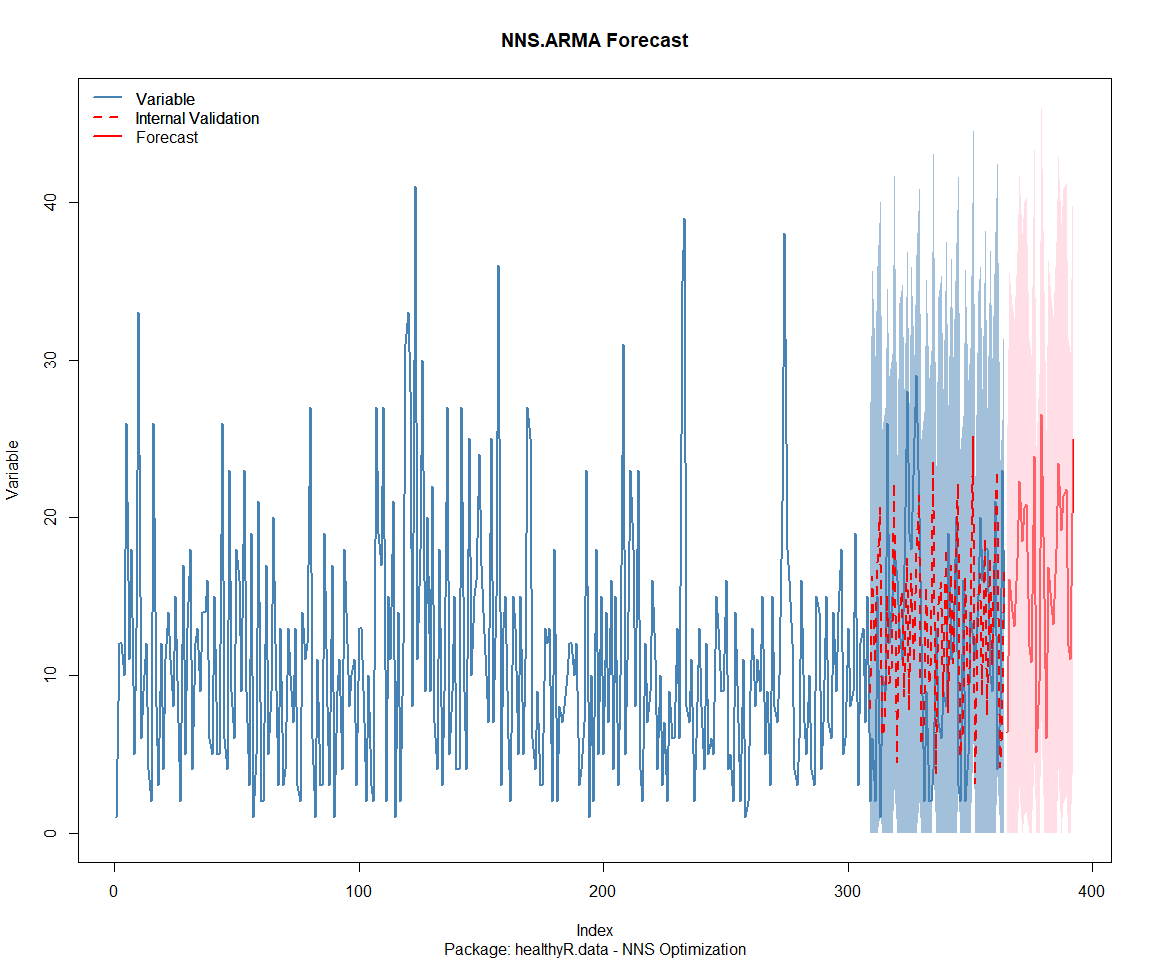 NNS.ARMA Forecast
Variable
Internal Validation
Forecast
Variable
40
30
20
10
0
0 100 200 300 400
Index
Package: healthyR.data - NNS Optimization